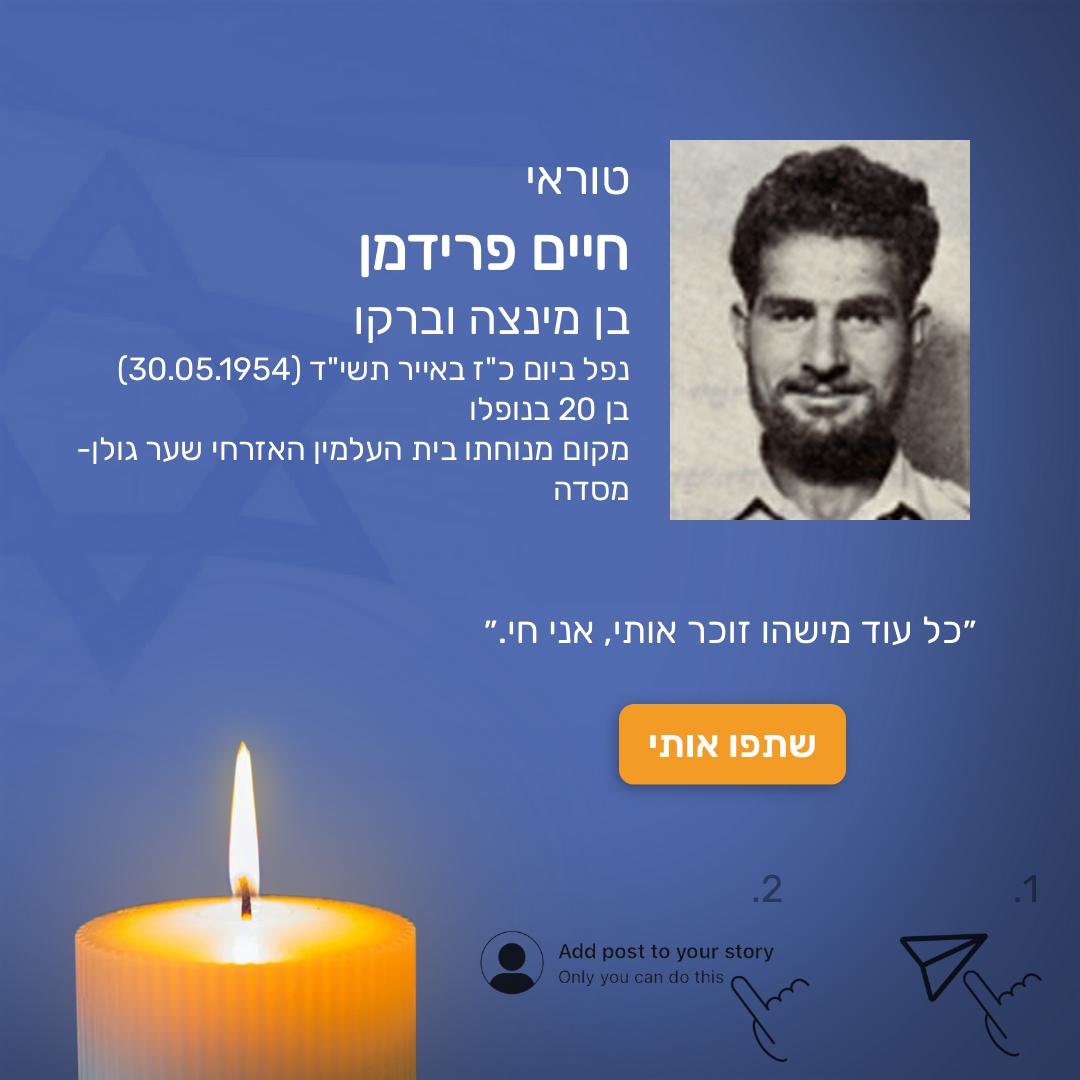 טוראי
חיים פרידמן
בן מינצה וברקו
נפל ביום כ"ז באייר תשי"ד (30.05.1954)
בן 20 בנופלו
מקום מנוחתו בית העלמין האזרחי שער גולן-
מסדה
״כל עוד מישהו זוכר אותי, אני חי.״
שתפו אותי
1.
2.
Add post to your story
Only you can do this